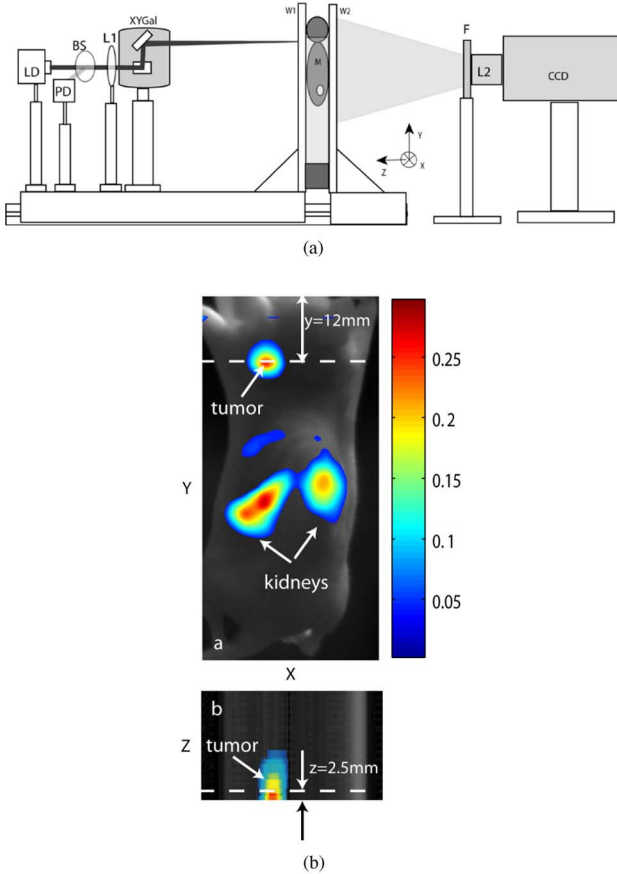 XYGal
W1
W2
BS
L1
F
LD
PD
M
L2
CCD
Y
Z
X
(a)
y=12mm
0.25
tumor
0.2
0.15
Y
0.1
kidneys
0.05
a
X
b
Z
tumor
z=2.5mm
(b)